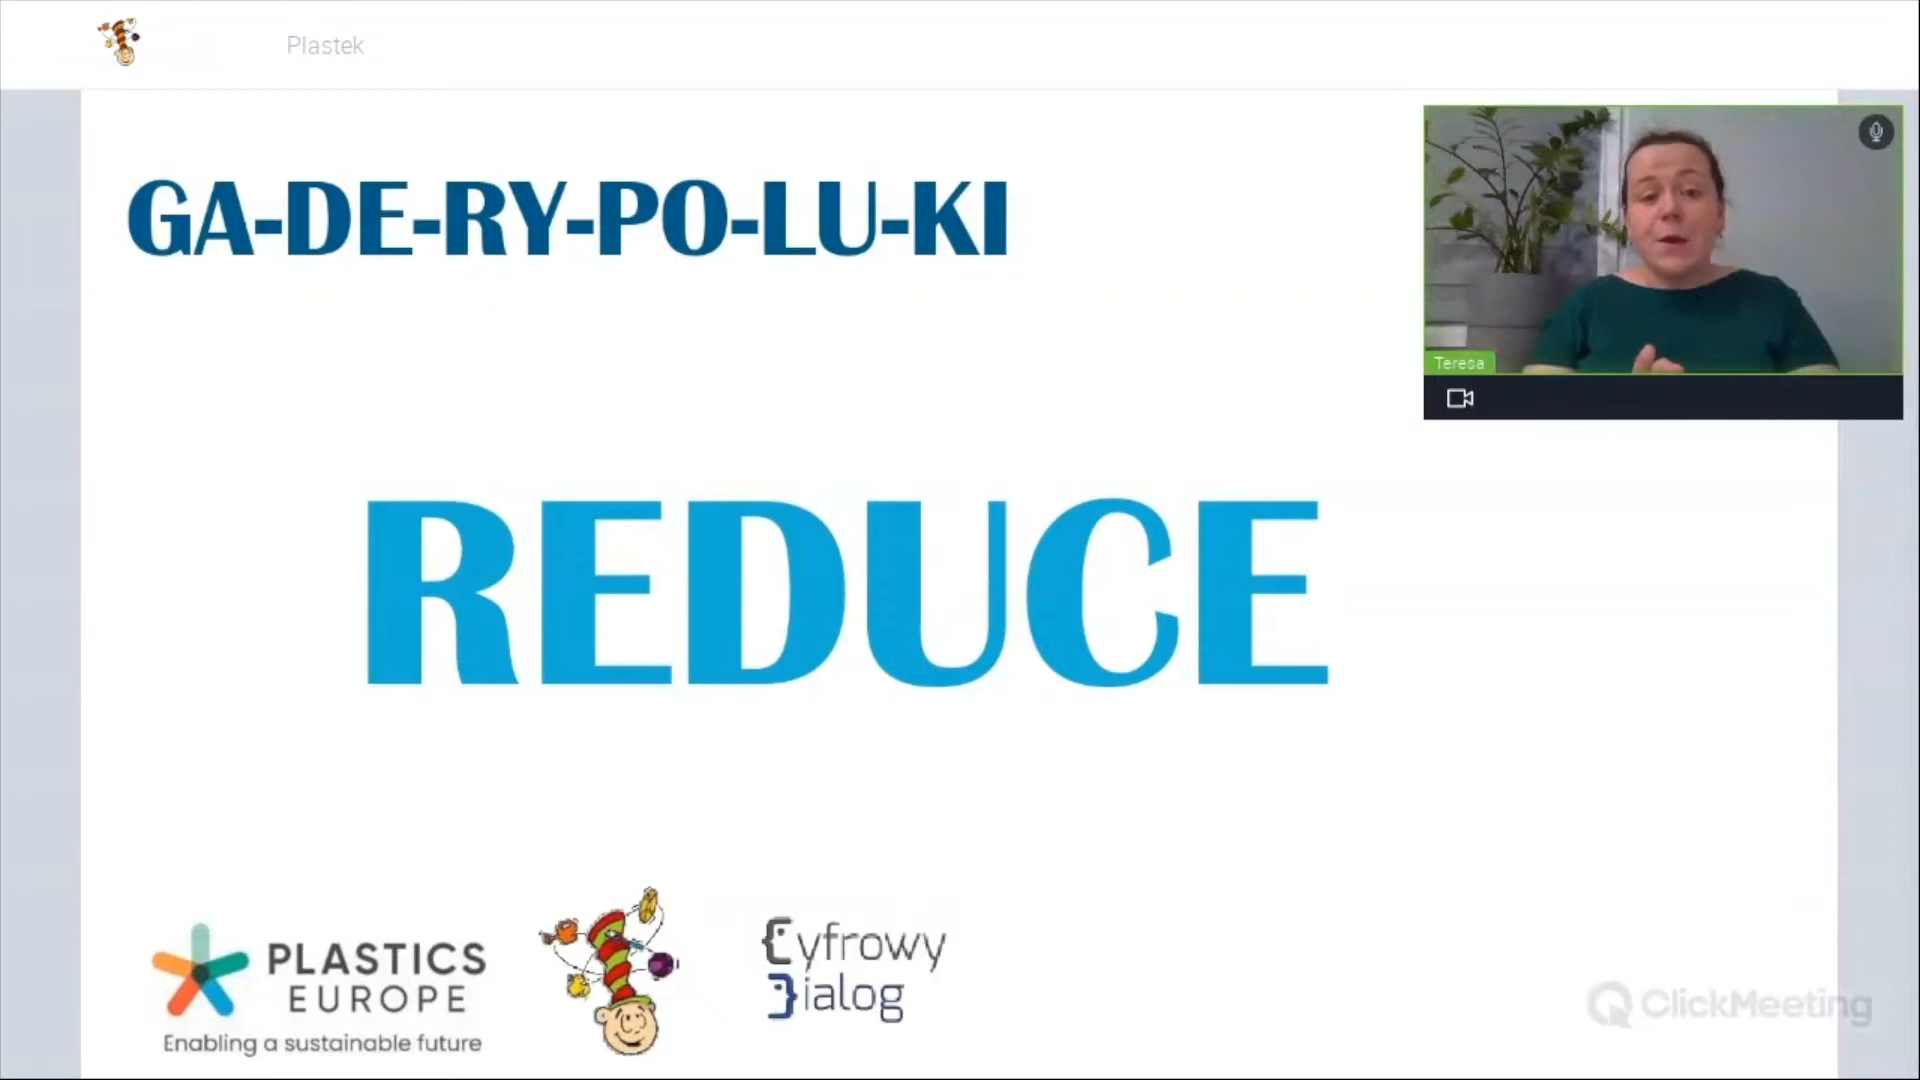 Plastek
GA-DE-RY-PO-LU-KI
Teresa
REDUCE
PLASTICS
EUROPE
Enabling a sustainable future
Cyfrowy
Dialog
ClickMeeting